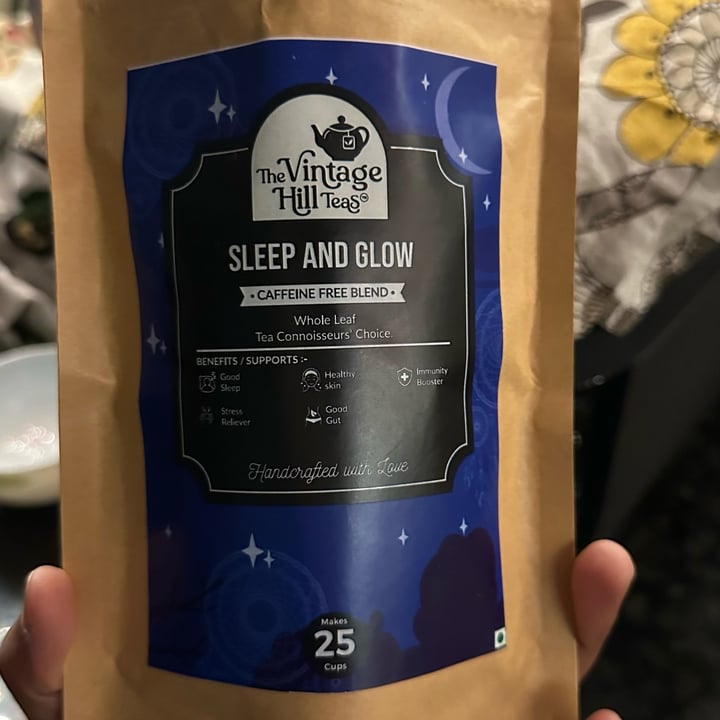 The Vintage
Hill Teas
SLEEP AND GLOW
• CAFFEINE FREE BLEND •
Whole Leaf
Tea Connoisseurs' Choice.
BENEFITS / SUPPORTS :-
Good
Sleep
Healthy
skin
Immunity
Booster
Stress
Reliever
Good
Gut
Handcrafted with Love
Makes
25
Cups